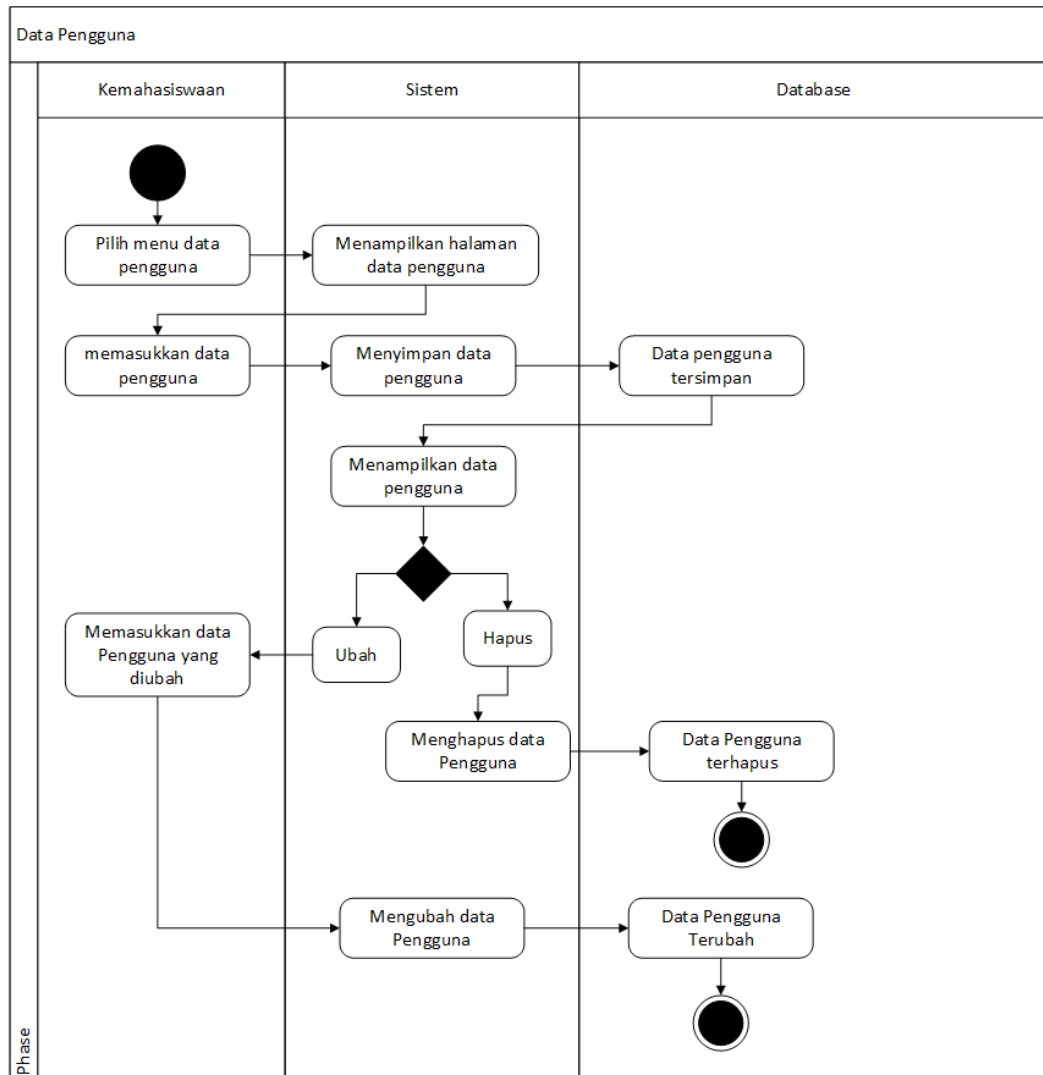 Data Pengguna
Kemahasiswaan
Sistem
Database
Pilih menu data
pengguna
Menampilkan halaman
data pengguna
memasukkan data
pengguna
Menyimpan data
pengguna
Data pengguna
tersimpan
Menampilkan data
pengguna
Memasukkan data
Pengguna yang
diubah
Ubah
Hapus
Menghapus data
Pengguna
Data Pengguna
terhapus
Mengubah data
Pengguna
Data Pengguna
Terubah
Phase